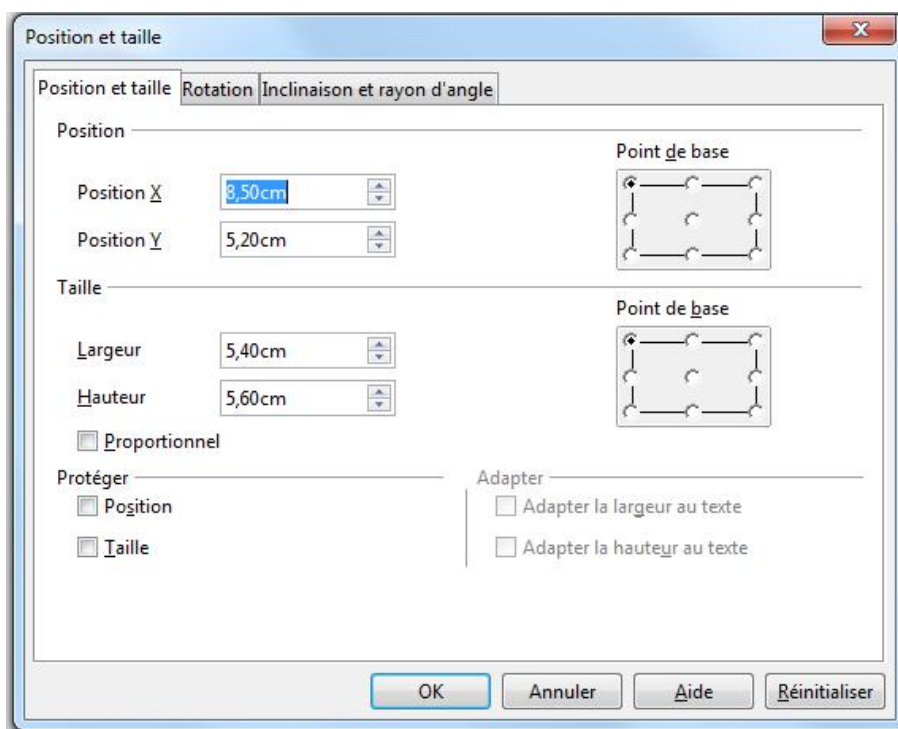 Position et taille
X
Position et taille Rotation Inclinaison et rayon d'angle
Position
Point de base
Position X 8,50cm
Position Y 5,20cm
Taille
Point de base
Largeur 5,40cm
Hauteur 5,60cm
Proportionnel
Protéger Adapter
Position Adapter la largeur au texte
Taille Adapter la hauteur au texte
OK Annuler Aide Réinitialiser